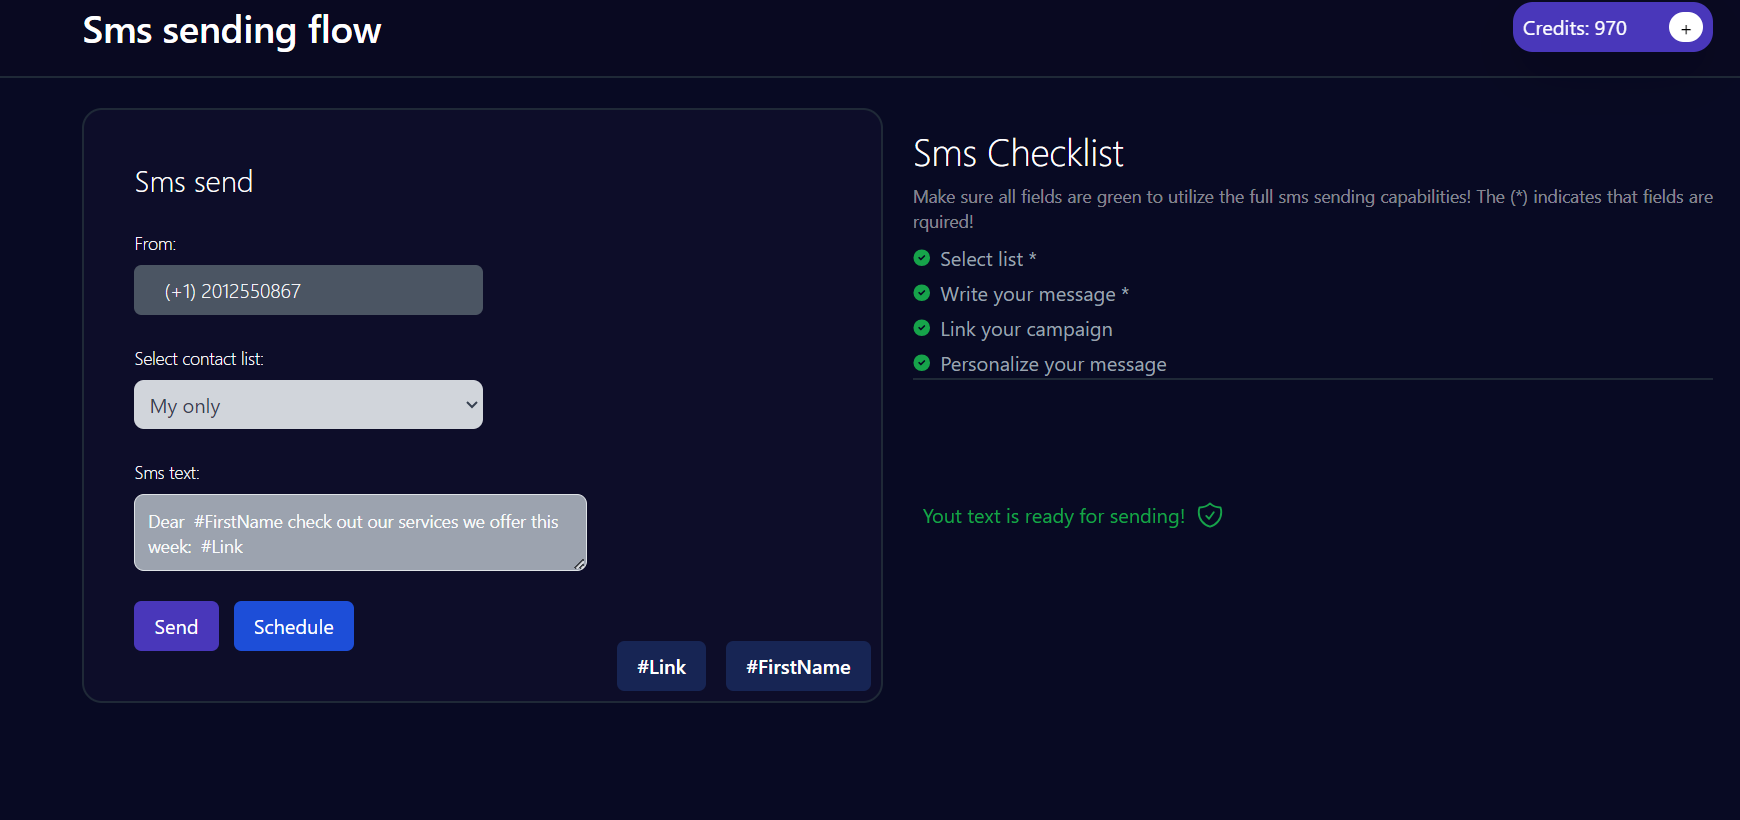 Sms sending flow
Credits: 970
+
Sms send
From:
(+1) 2012550867
Select contact list:
My only
Sms text:
Dear #FirstName check out our services we offer this
week: #Link
Send
Schedule
#Link
#FirstName
Sms Checklist
Make sure all fields are green to utilize the full sms sending capabilities! The (*) indicates that fields are
rquired!
Select list *
Write your message *
Link your campaign
Personalize your message
Yout text is ready for sending!